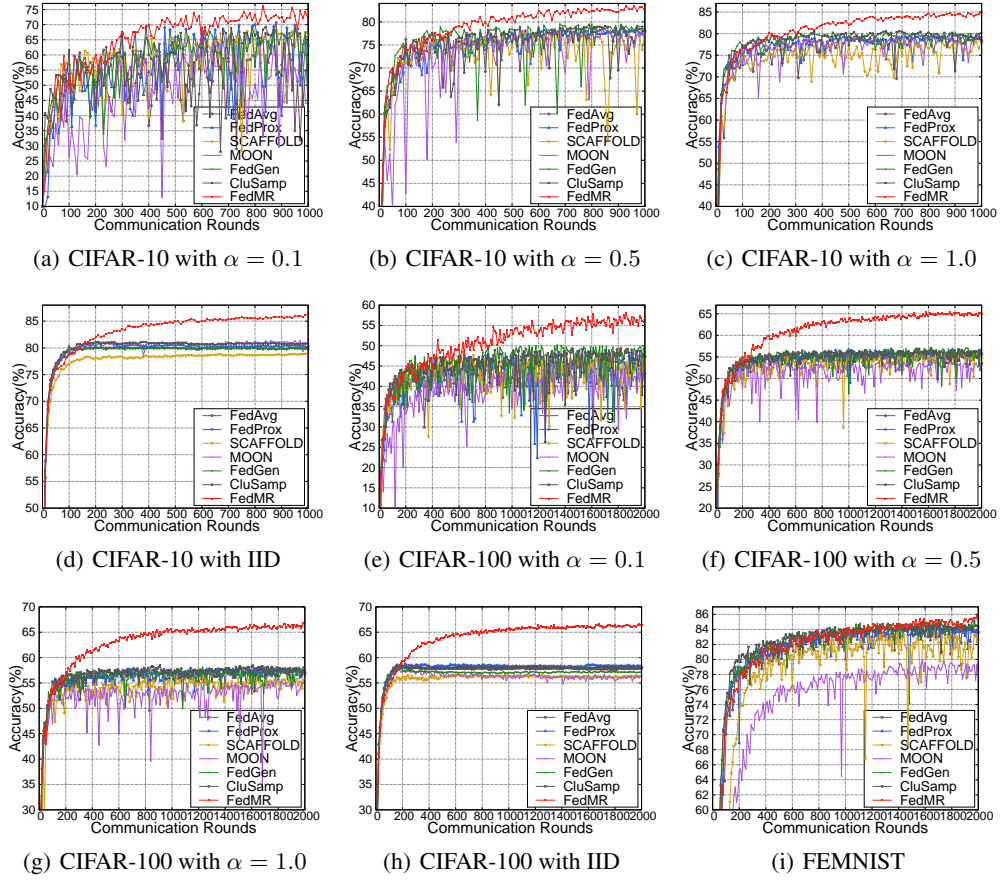 Accuracy(%)
75
70
65
60
55
50
45
40
35
30
25
20
15
10
FedAvg
FedProx
SCAFFOLD
MOON
FedGen
CluSamp
FedMR
0 100 200 300 400 500 600 700 800 900 1000
Communication Rounds
(a) CIFAR-10 with α = 0.1
Accuracy(%)
80
75
70
65
60
55
50
45
40
FedAvg
FedProx
SCAFFOLD
MOON
FedGen
CluSamp
FedMR
0 100 200 300 400 500 600 700 800 900 1000
Communication Rounds
(b) CIFAR-10 with α = 0.5
Accuracy(%)
85
80
75
70
65
60
55
50
45
40
FedAvg
FedProx
SCAFFOLD
MOON
FedGen
CluSamp
FedMR
0 100 200 300 400 500 600 700 800 900 1000
Communication Rounds
(c) CIFAR-10 with α = 1.0
Accuracy(%)
85
80
75
70
65
60
55
50
FedAvg
FedProx
SCAFFOLD
MOON
FedGen
CluSamp
FedMR
0 100 200 300 400 500 600 700 800 900 1000
Communication Rounds
(d) CIFAR-10 with IID
Accuracy(%)
60
55
50
45
40
35
30
25
20
15
10
FedAvg
FedProx
SCAFFOLD
MOON
FedGen
CluSamp
FedMR
0 200 400 600 800 1000 1200 1400 1600 1800 2000
Communication Rounds
(e) CIFAR-100 with α = 0.1
Accuracy(%)
65
60
55
50
45
40
35
30
25
20
FedAvg
FedProx
SCAFFOLD
MOON
FedGen
CluSamp
FedMR
0 200 400 600 800 1000 1200 1400 1600 1800 2000
Communication Rounds
(f) CIFAR-100 with α = 0.5
Accuracy(%)
70
65
60
55
50
45
40
35
30
FedAvg
FedProx
SCAFFOLD
MOON
FedGen
CluSamp
FedMR
0 200 400 600 800 1000 1200 1400 1600 1800 2000
Communication Rounds
(g) CIFAR-100 with α = 1.0
Accuracy(%)
70
65
60
55
50
45
40
35
30
FedAvg
FedProx
SCAFFOLD
MOON
FedGen
CluSamp
FedMR
0 200 400 600 800 1000 1200 1400 1600 1800 2000
Communication Rounds
(h) CIFAR-100 with IID
Accuracy(%)
86
84
82
80
78
76
74
72
70
68
66
64
62
60
FedAvg
FedProx
SCAFFOLD
MOON
FedGen
CluSamp
FedMR
0 200 400 600 800 1000 1200 1400 1600 1800 2000
Communication Rounds
(i) FEMNIST